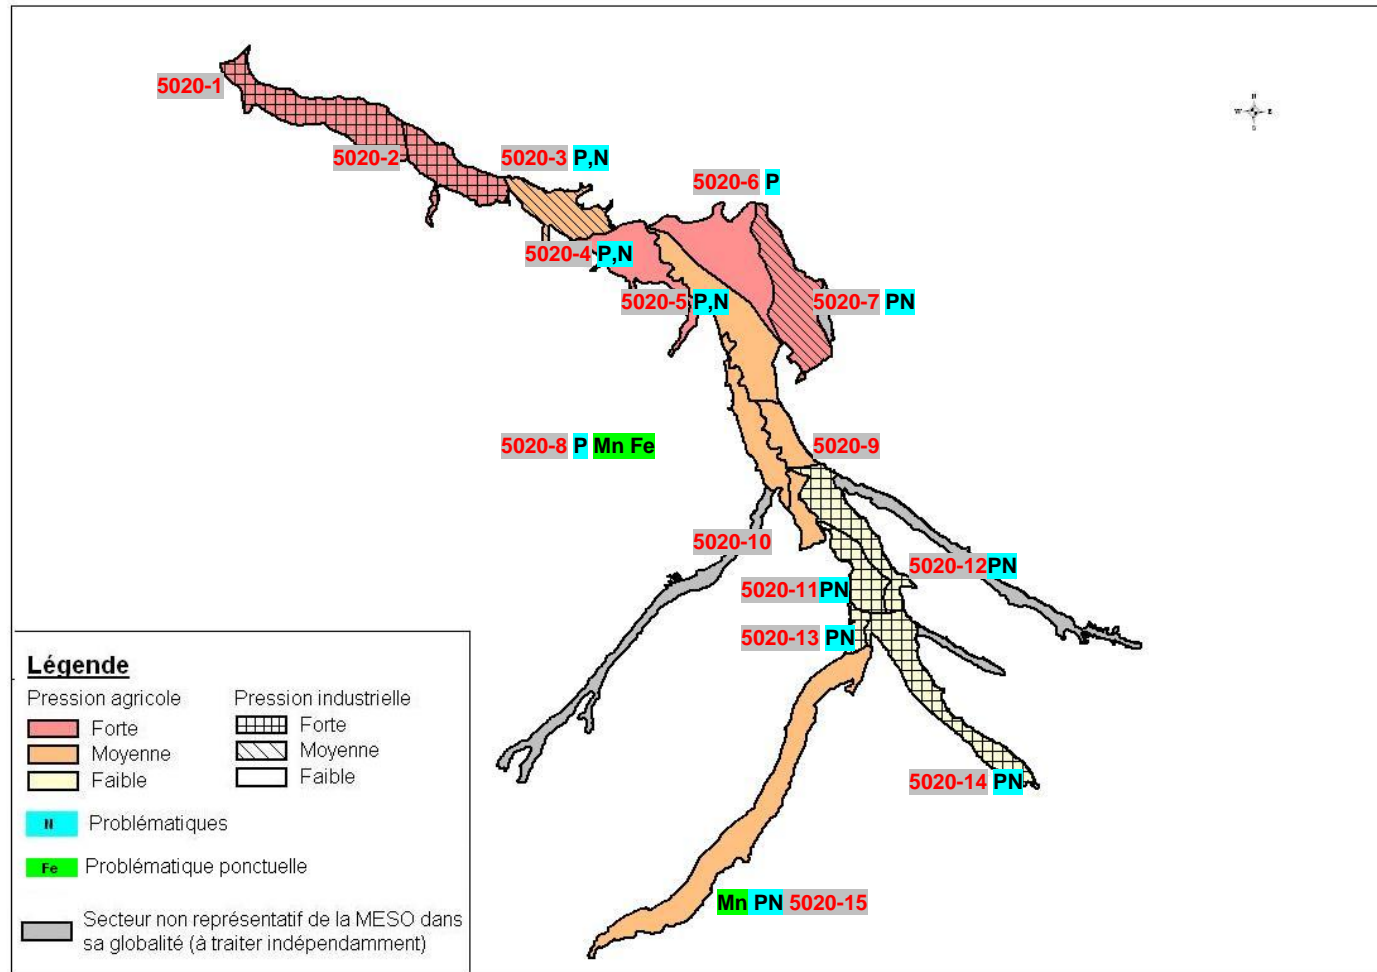 5020-1
N
W E
S
5020-2
5020-3 P,N
5020-6 P
5020-4 P,N
5020-5 P,N
5020-7 PN
5020-8 P Mn Fe
5020-9
5020-10
5020-12PN
5020-11PN
5020-13 PN
5020-14 PN
Mn PN 5020-15
Légende
Pression agricole
Forte
Moyenne
Faible
Pression industrielle
Forte
Moyenne
Faible
N Problématiques
Fe Problématique ponctuelle
Secteur non représentatif de la MESO dans
sa globalité (à traiter indépendamment)